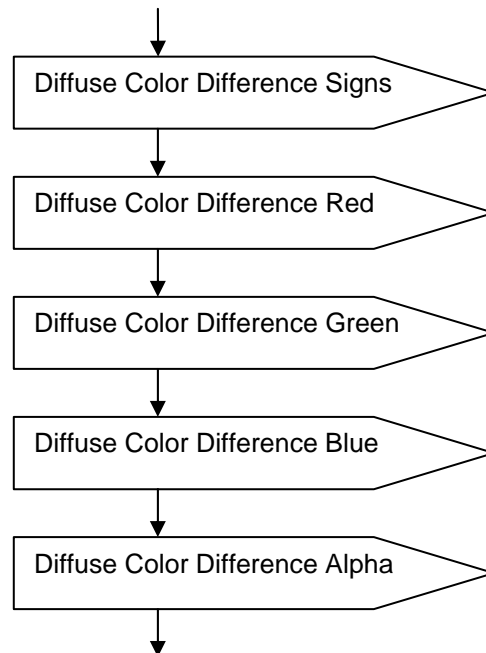 Diffuse Color Difference Signs
Diffuse Color Difference Red
Diffuse Color Difference Green
Diffuse Color Difference Blue
Diffuse Color Difference Alpha